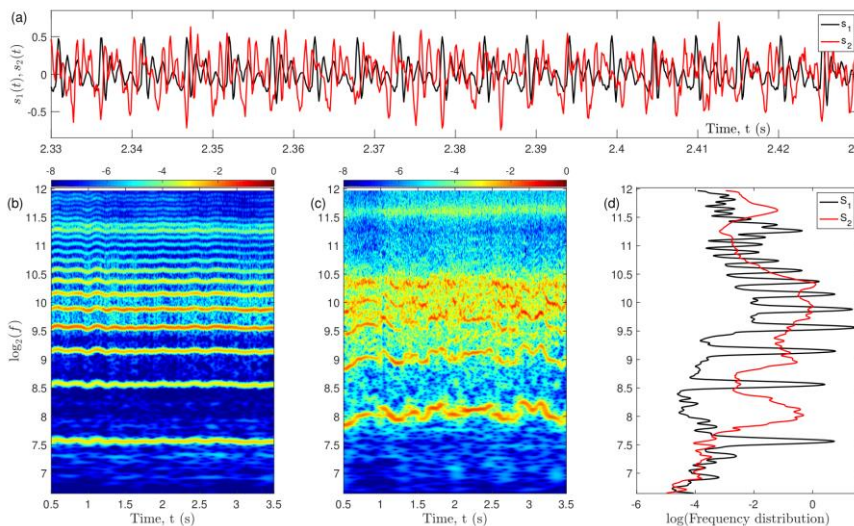 (a)
s₁(t), s₂(t)
0.5
0
-0.5
s₁
s₂
Time, t (s)
2.33 2.34 2.35 2.36 2.37 2.38 2.39 2.4 2.41 2.42
-8 -6 -4 -2 0
-8 -6 -4 -2 0
(b)
(c)
(d)
S₁
S₂
log₂(f)
12
11.5
11
10.5
10
9.5
9
8.5
8
7.5
7
12
11.5
11
10.5
10
9.5
9
8.5
8
7.5
7
12
11.5
11
10.5
10
9.5
9
8.5
8
7.5
7
0.5 1 1.5 2 2.5 3 3.5
Time, t (s)
0.5 1 1.5 2 2.5 3 3.5
Time, t (s)
-6 -4 -2 0
log(Frequency distribution)